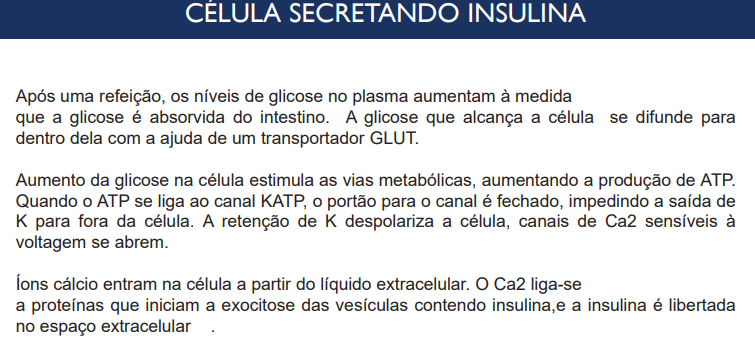 CÉLULA SECRETANDO INSULINA
Após uma refeição, os níveis de glicose no plasma aumentam à medida
que a glicose é absorvida do intestino. A glicose que alcança a célula se difunde para
dentro dela com a ajuda de um transportador GLUT.
Aumento da glicose na célula estimula as vias metabólicas, aumentando a produção de ATP.
Quando o ATP se liga ao canal KATP, o portão para o canal é fechado, impedindo a saída de
K para fora da célula. A retenção de K despolariza a célula, canais de Ca2 sensíveis à
voltagem se abrem.
Íons cálcio entram na célula a partir do líquido extracelular. O Ca2 liga-se
a proteínas que iniciam a exocitose das vesículas contendo insulina,e a insulina é libertada
no espaço extracelular .